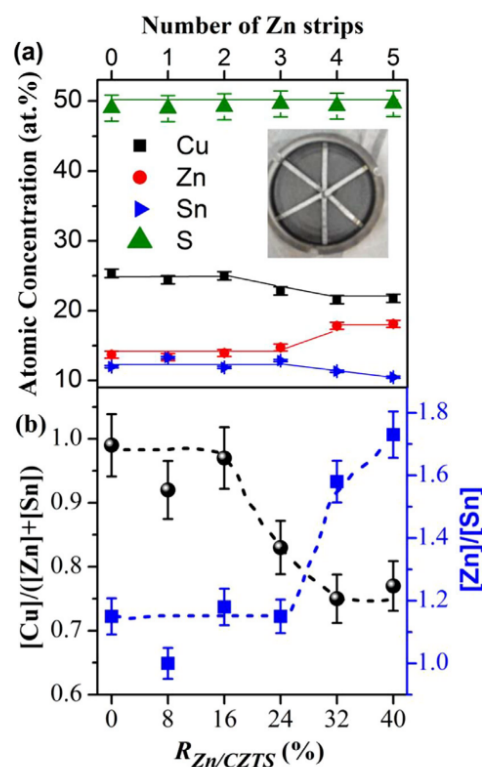 Number of Zn strips
(a)
0 1 2 3 4 5
Atomic Concentration (at.%)
50
40
30
25
20
10
Cu
Zn
Sn
S
(b)
[Cu]/([Zn]+[Sn])
1.0
0.9
0.8
0.7
0.6
[Zn]/[Sn]
1.8
1.6
1.4
1.2
1.0
0 8 16 24 32 40
R Zn/CZTS (%)